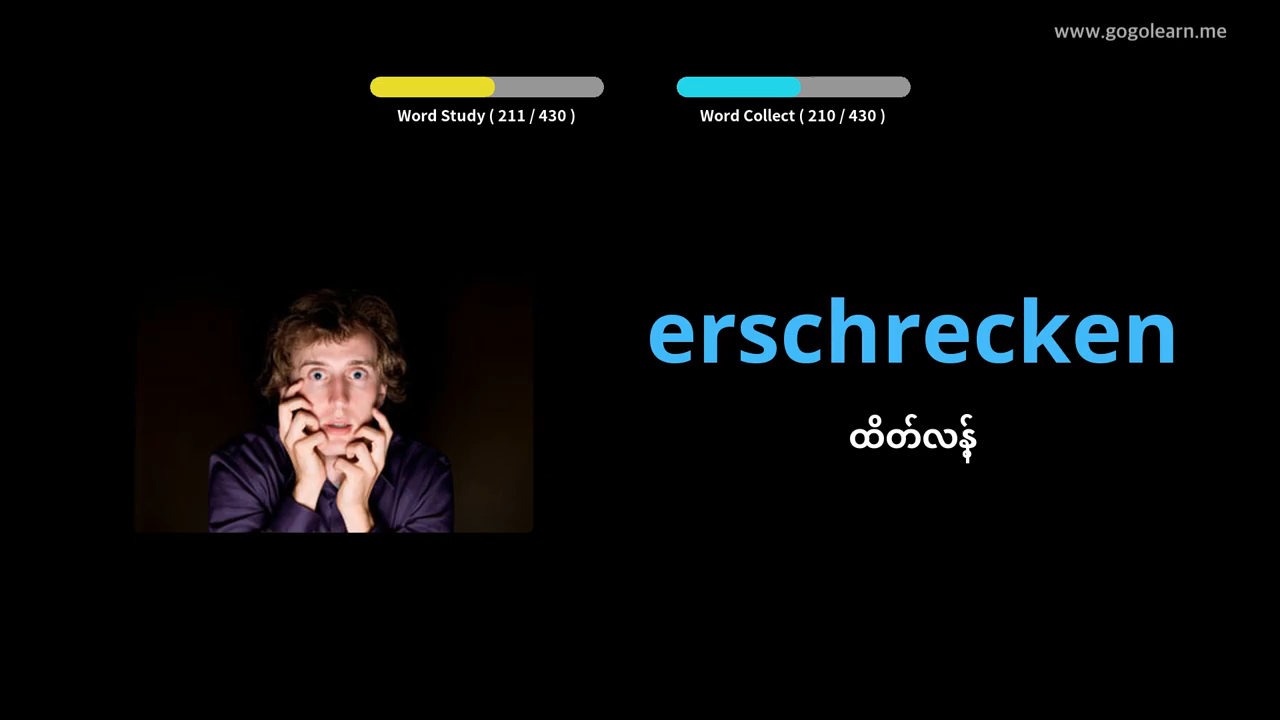 www.gogolearn.me
Word Study ( 211 / 430 )
Word Collect ( 210 / 430 )
erschrecken
ထိတ်လန့်